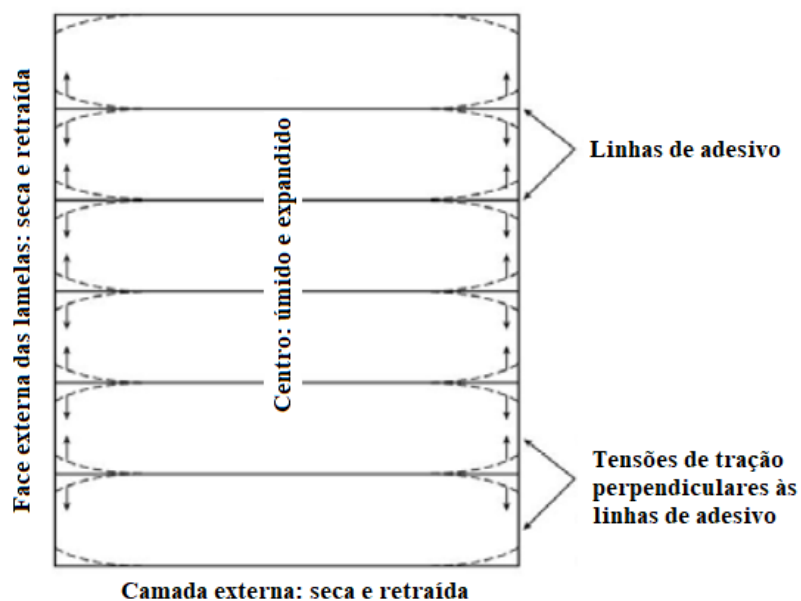 Face externa das lamelas: seca e retraída
Centro: úmido e expandido
Linhas de adesivo
Tensões de tração
perpendiculares às
linhas de adesivo
Camada externa: seca e retraída